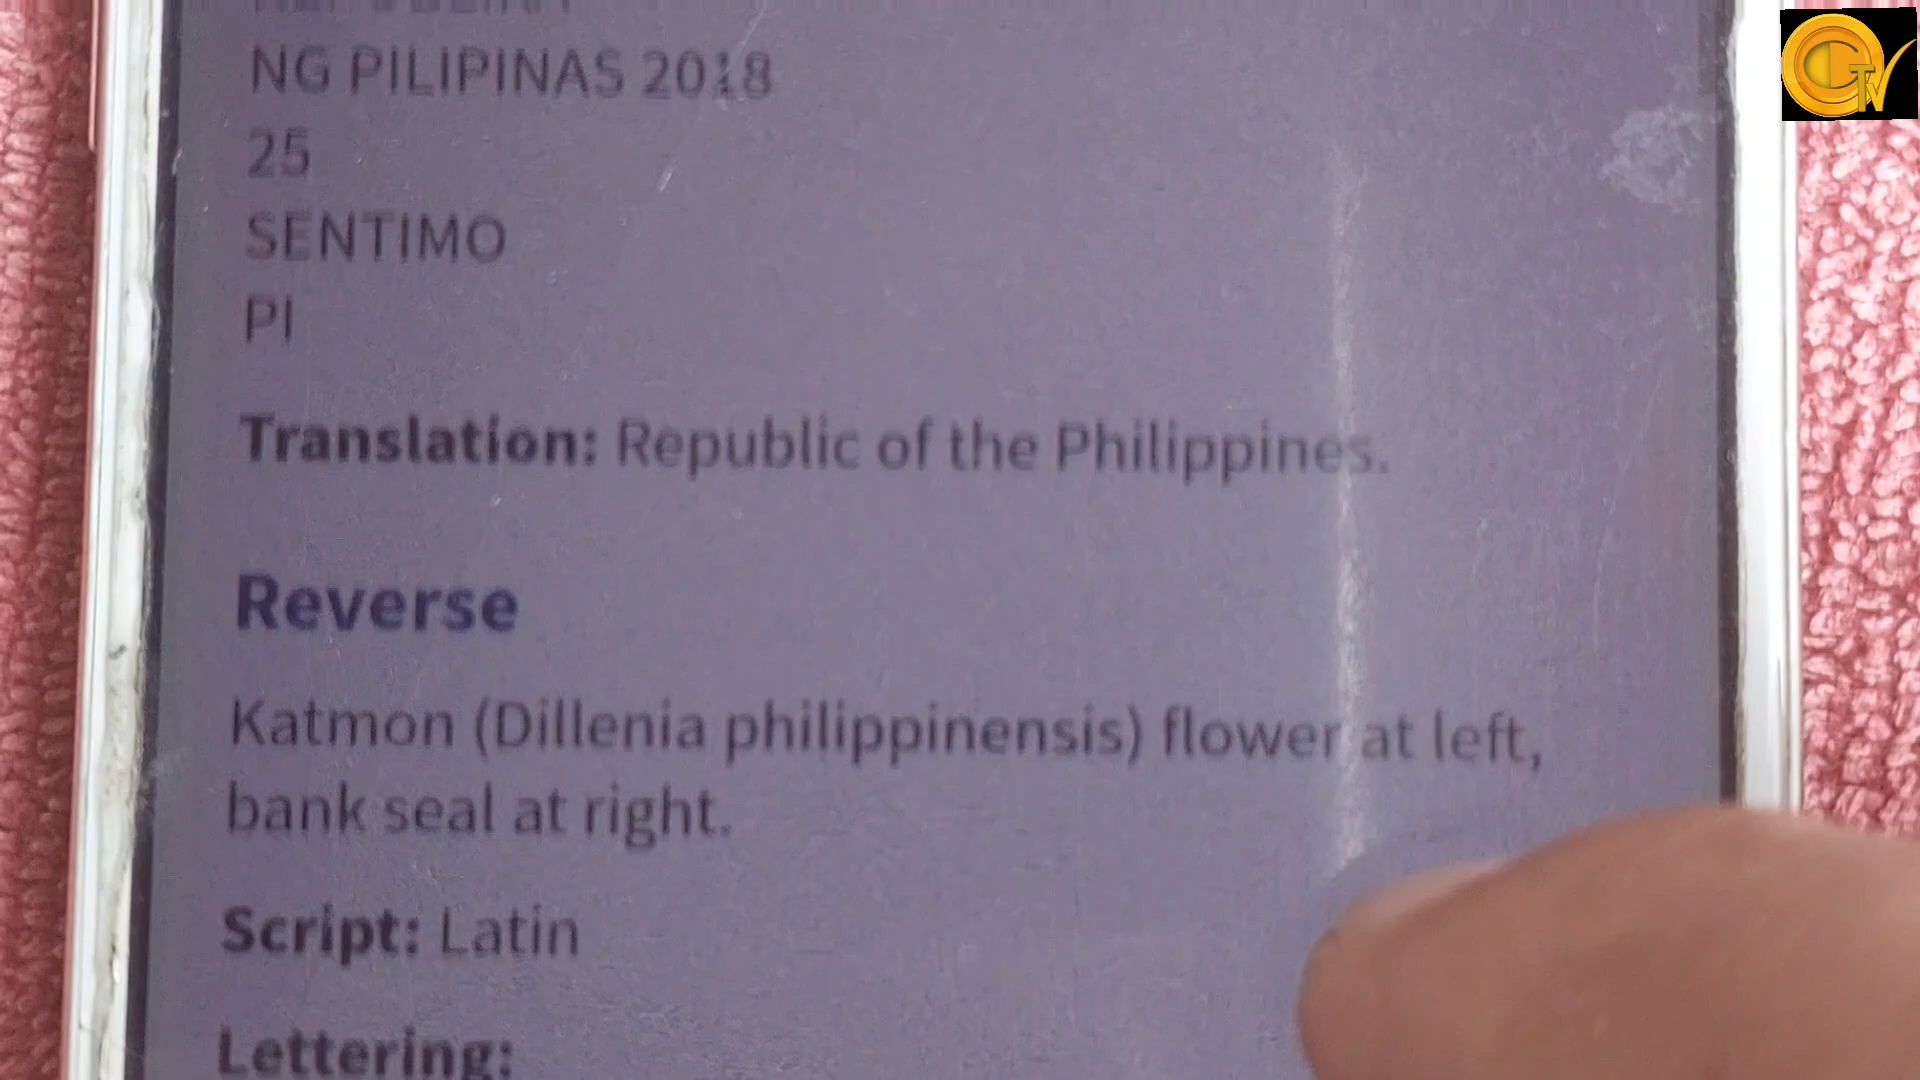 NG PILIPINAS 2018
25
SENTIMO
PI
Translation: Republic of the Philippines.
Reverse
Katmon (Dillenia philippinensis) flower at left,
bank seal at right.
Script: Latin
Lettering:
TV